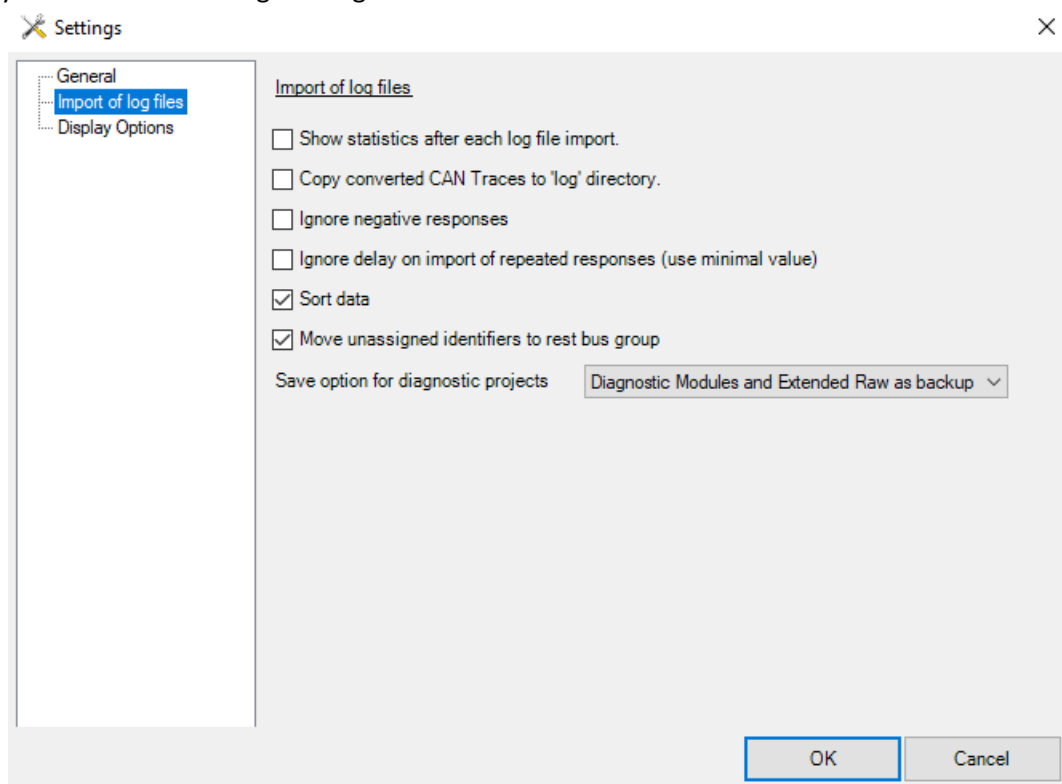 Settings
General
Import of log files
Display Options
Import of log files
Show statistics after each log file import.
Copy converted CAN Traces to 'log' directory.
Ignore negative responses
Ignore delay on import of repeated responses (use minimal value)
Sort data
Move unassigned identifiers to rest bus group
Save option for diagnostic projects Diagnostic Modules and Extended Raw as backup
OK Cancel